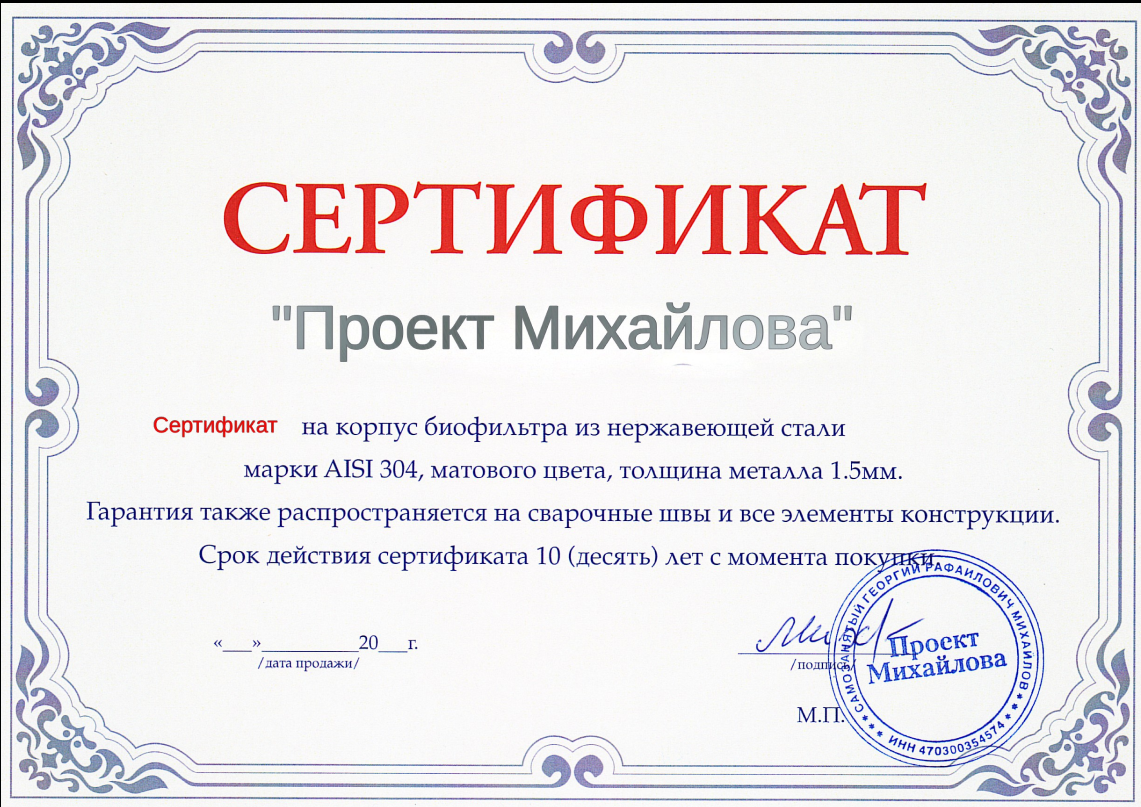 СЕРТИФИКАТ
"Проект Михайлова"
Сертификат на корпус биофильтра из нержавеющей стали
марки AISI 304, матового цвета, толщина металла 1.5мм.
Гарантия также распространяется на сварочные швы и все элементы конструкции.
Срок действия сертификата 10 (десять) лет с момента покупки.
«___»__________20___г.
/дата продажи/
/подпись/
М.П.
САМОЗАНЯТЫЙ ГЕОРГИЙ РАФАИЛОВИЧ МИХАЙЛОВ
Проект
Михайлова
*** ИНН 470300354574 ***